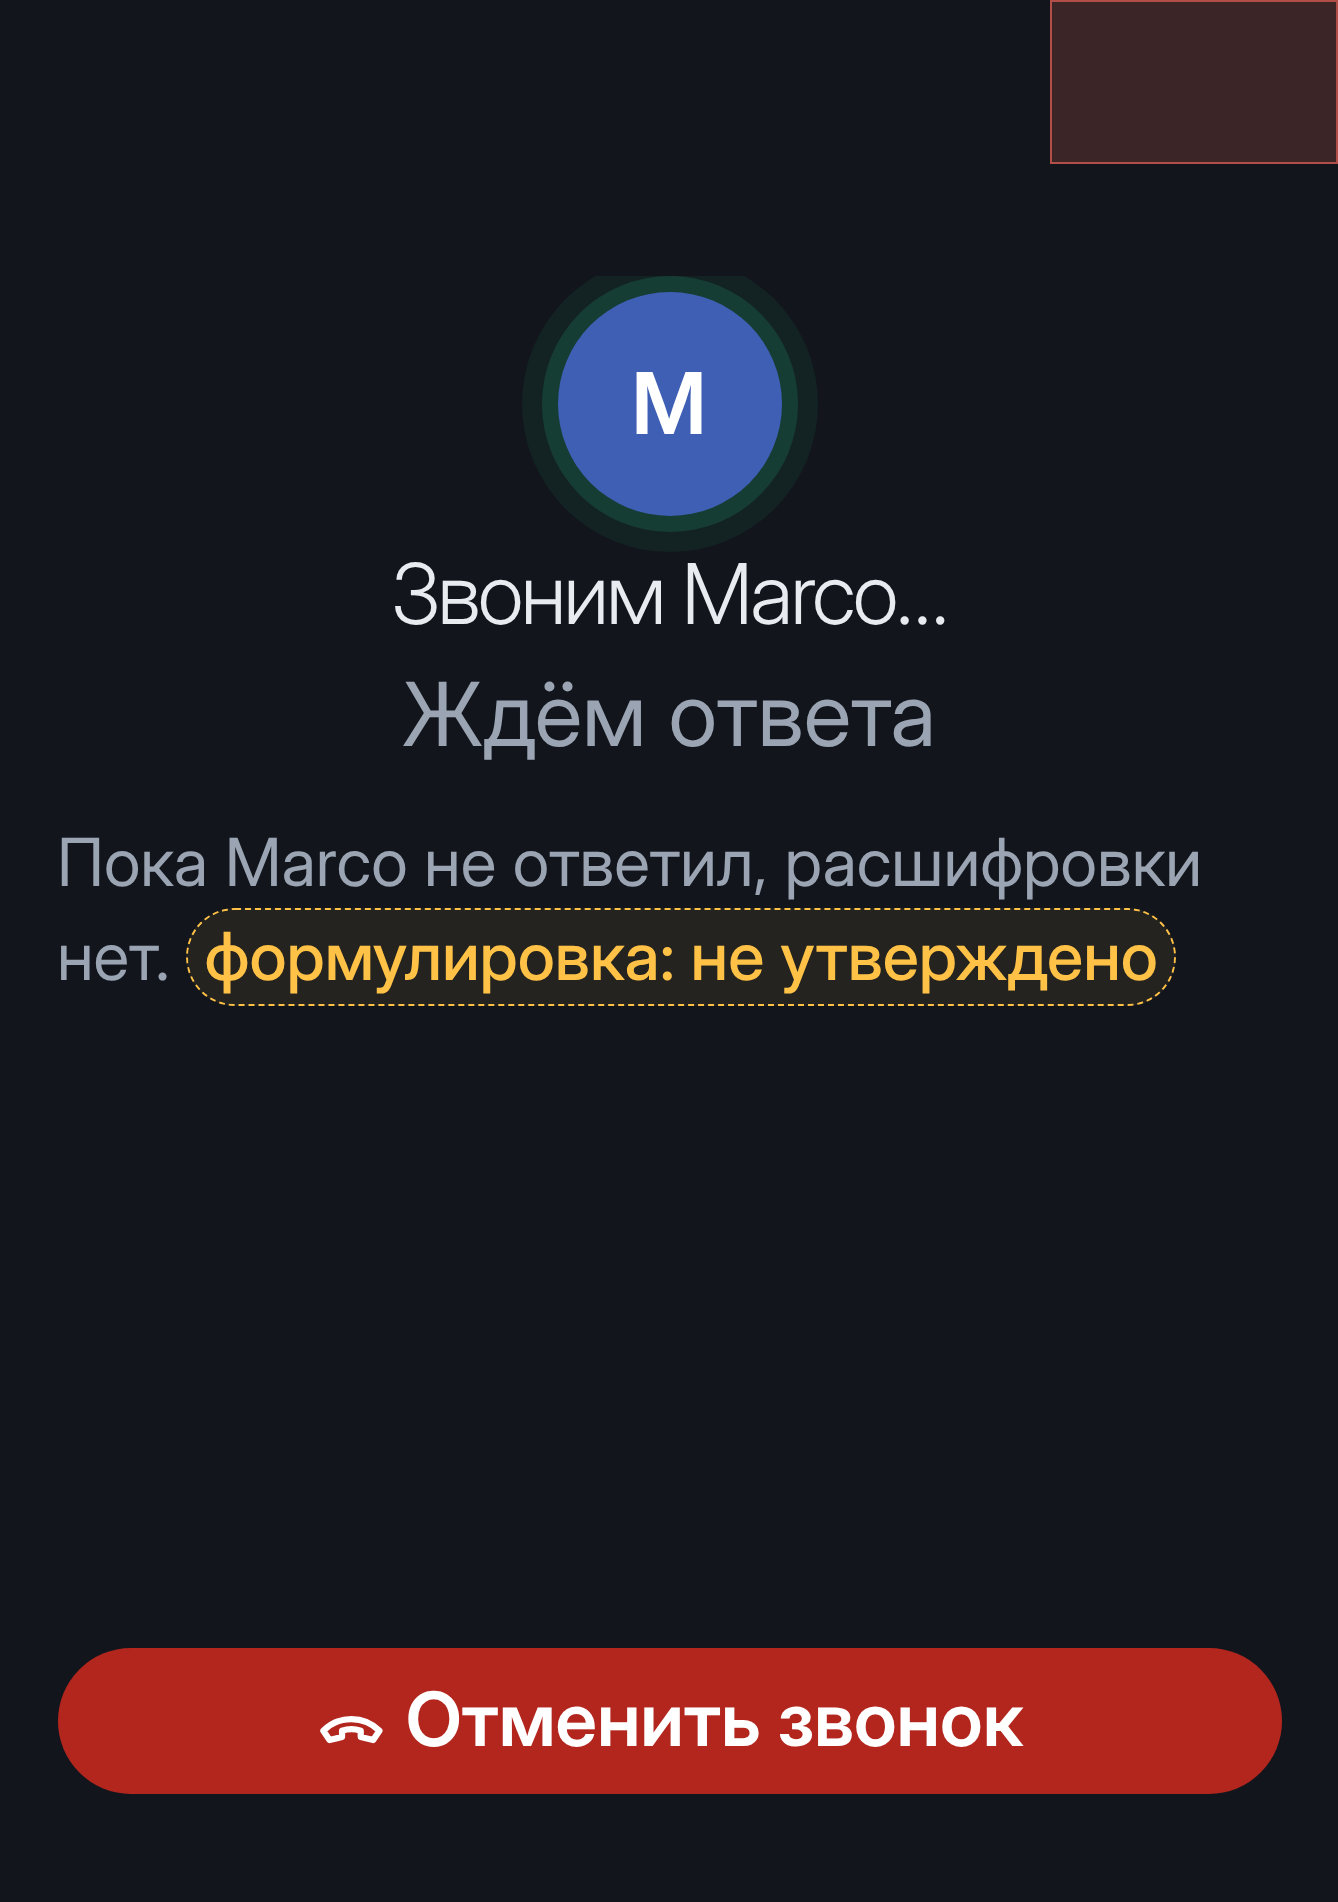 M
Звоним Marco...
Ждём ответа
Пока Marco не ответил, расшифровки
нет. формулировка: не утверждено
Отменить звонок